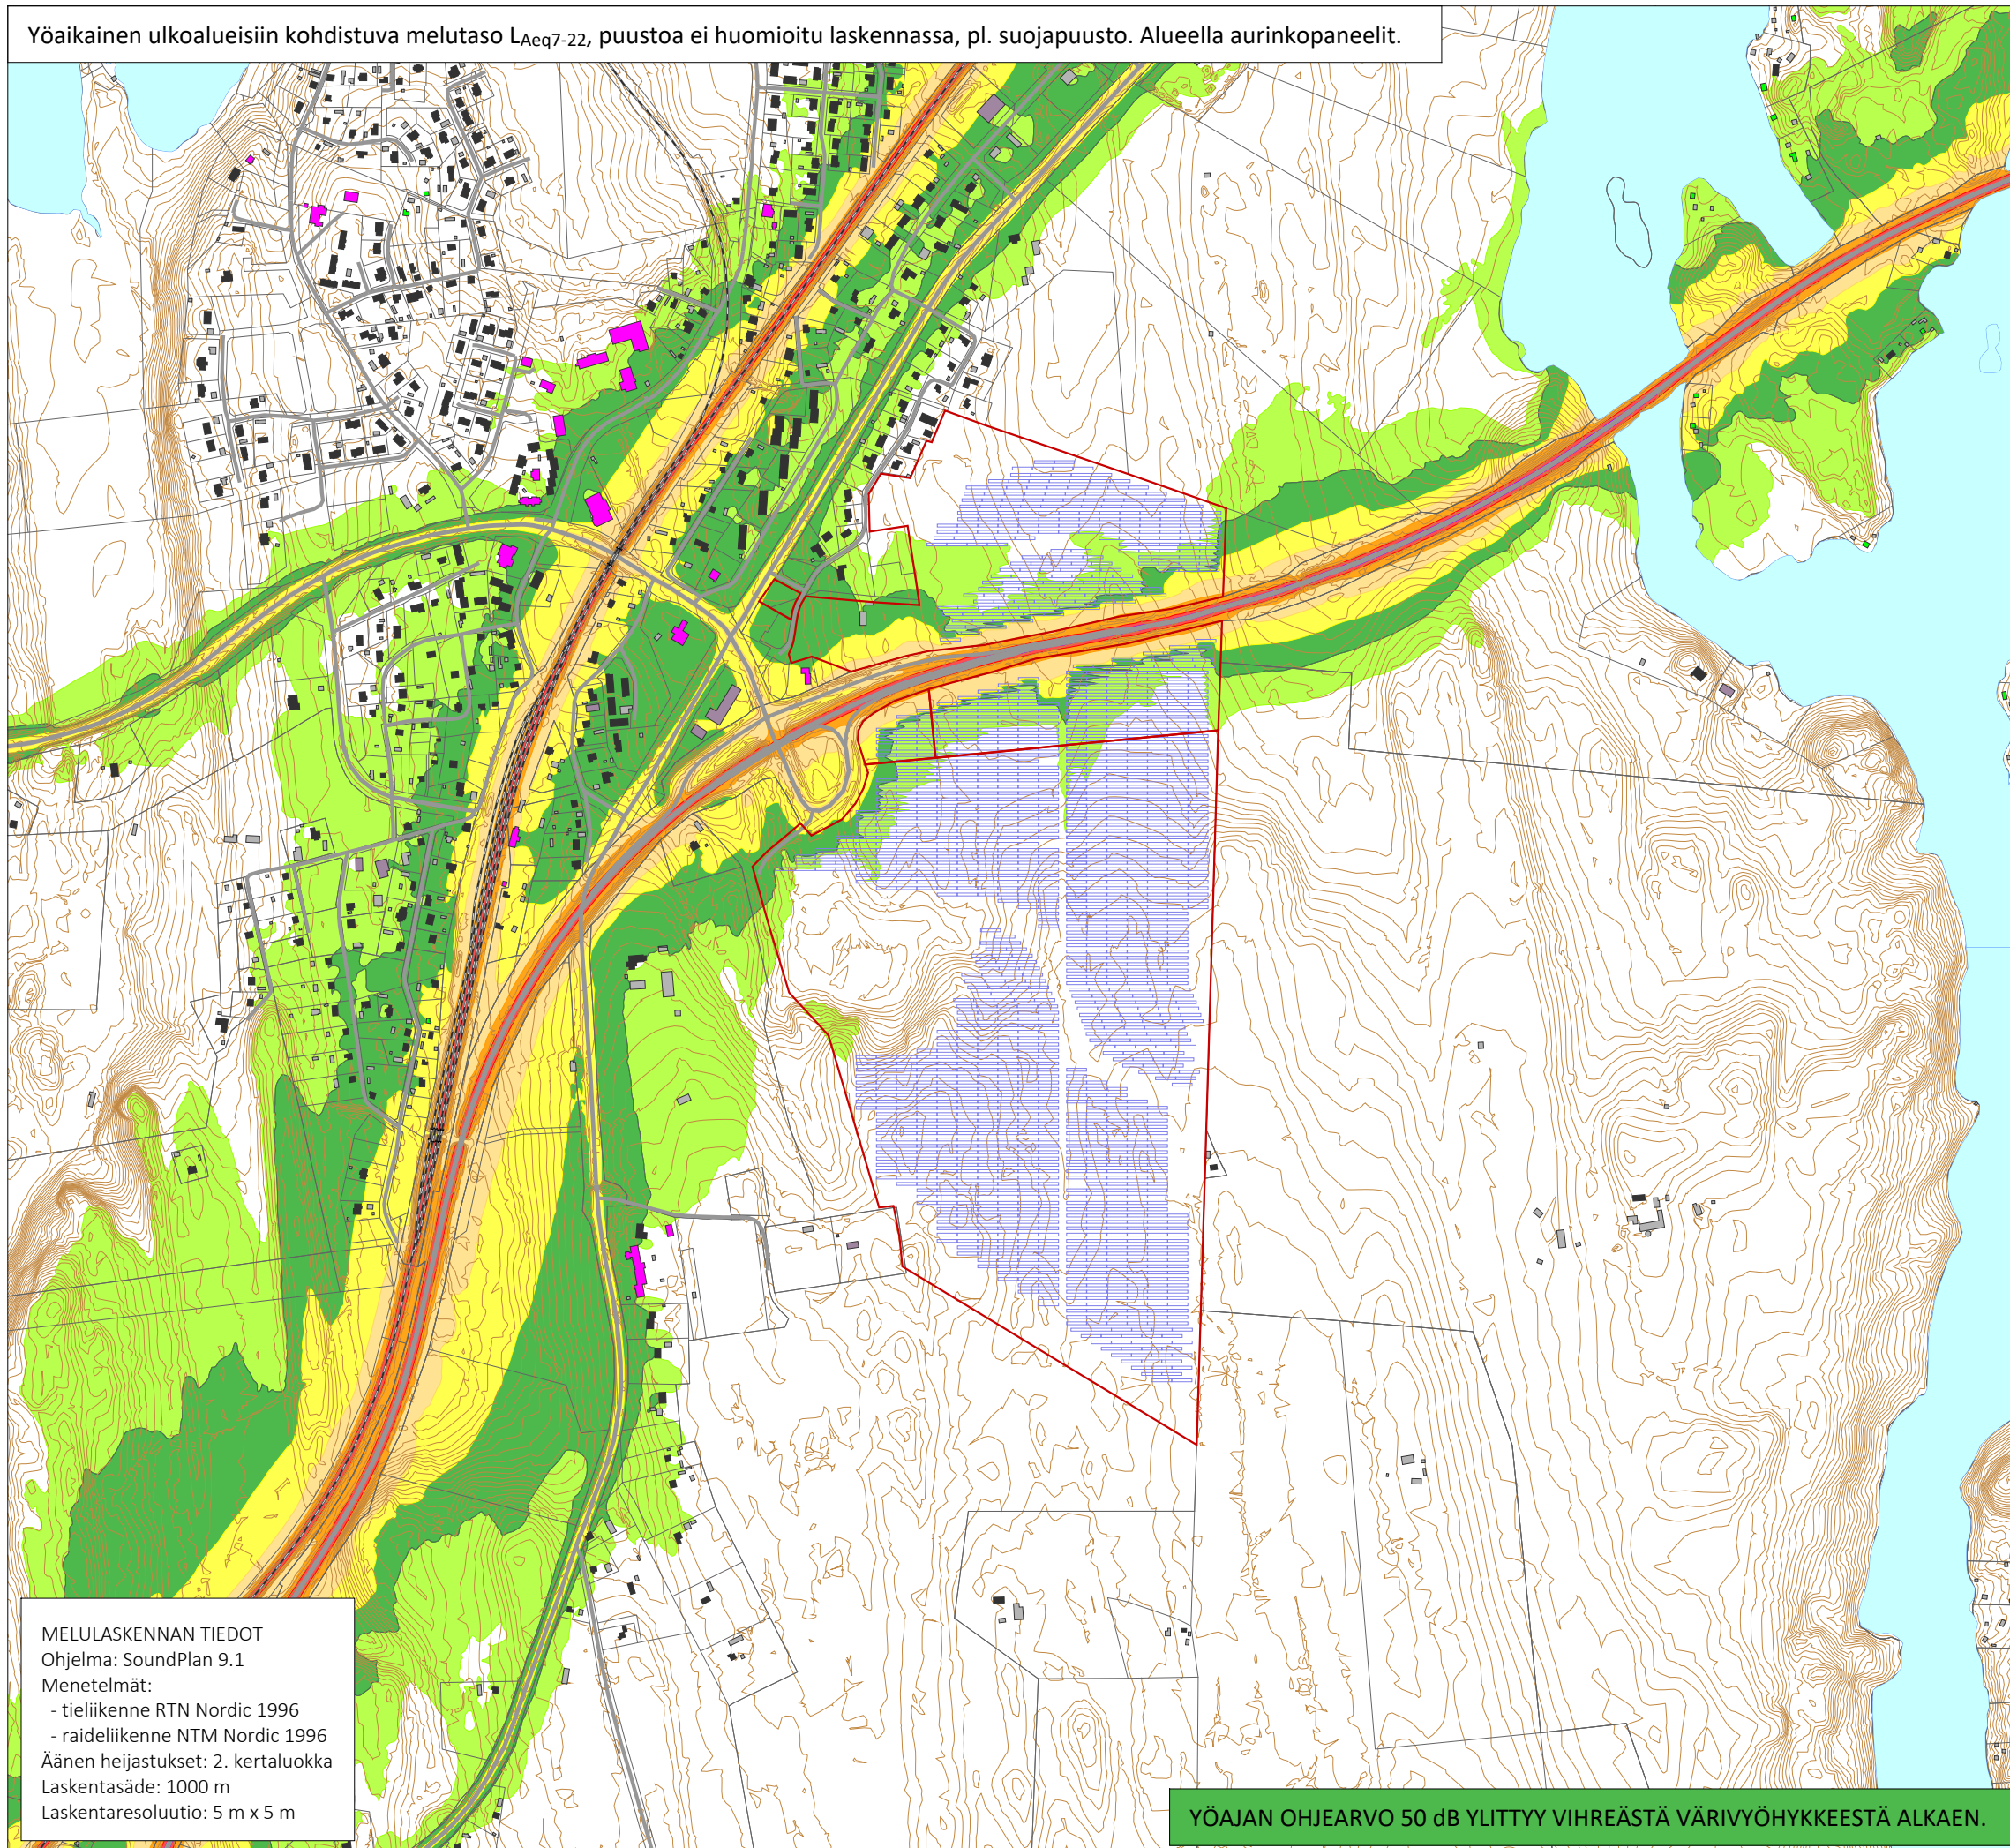 Yöaikainen ulkoalueisiin kohdistuva melutaso LAeq7-22, puustoa ei huomioitu laskennassa, pl. suojapuusto. Alueella aurinkopaneelit.
MELULASKENNAN TIEDOT
Ohjelma: SoundPlan 9.1
Menetelmät:
- tieliikenne RTN Nordic 1996
- raideliikenne NTM Nordic 1996
Äänen heijastukset: 2. kertaluokka
Laskentasäde: 1000 m
Laskentaresoluutio: 5 m x 5 m
YÖAJAN OHJEARVO 50 dB YLITTYY VIHREÄSTÄ VÄRIVYÖHYKKEESTÄ ALKAEN.